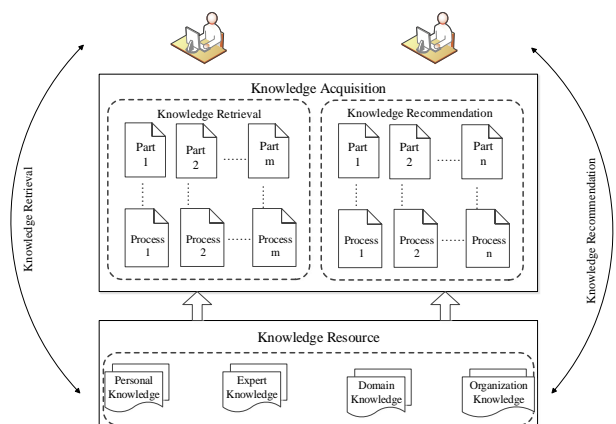 Knowledge Acquisition
Knowledge Retrieval
Part
1
Part
2
Part
m
Process
1
Process
2
Process
m
Knowledge Recommendation
Part
1
Part
2
Part
n
Process
1
Process
2
Process
n
Knowledge Retrieval
Knowledge Recommendation
Knowledge Resource
Personal
Knowledge
Expert
Knowledge
Domain
Knowledge
Organization
Knowledge